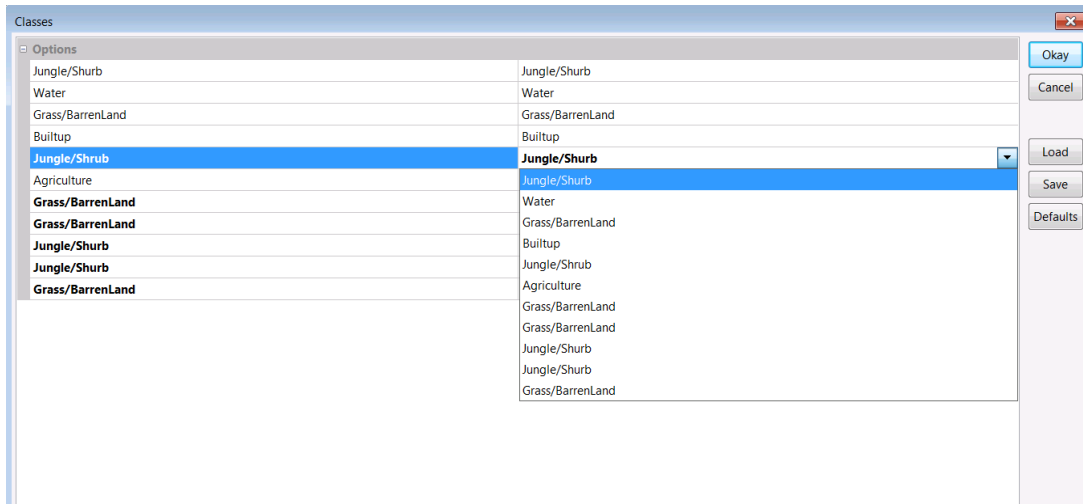 Classes
Options
Okay
Jungle/Shurb Jungle/Shurb
Water Water
Cancel
Grass/BarrenLand Grass/BarrenLand
Builtup Builtup
Jungle/Shrub Jungle/Shurb
Load
Agriculture Jungle/Shurb
Save
Grass/BarrenLand Water
Grass/BarrenLand Grass/BarrenLand
Defaults
Jungle/Shurb Builtup
Jungle/Shurb Jungle/Shrub
Grass/BarrenLand Agriculture
Grass/BarrenLand
Grass/BarrenLand
Jungle/Shurb
Jungle/Shurb
Grass/BarrenLand